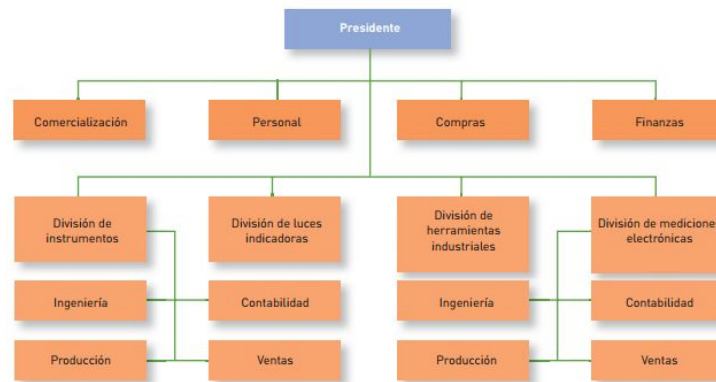 Presidente
Comercialización
Personal
Compras
Finanzas
División de
instrumentos
División de luces
indicadoras
División de
herramientas
industriales
División de mediciones
electrónicas
Ingeniería
Contabilidad
Ingeniería
Contabilidad
Producción
Ventas
Producción
Ventas